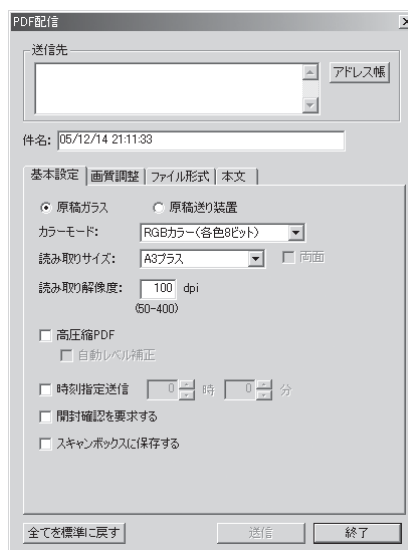 PDF配信
送信先
アドレス帳
件名: 05/12/14 21:11:33
基本設定 画質調整 ファイル形式 本文
原稿ガラス 原稿送り装置
カラーモード: RGBカラー(各色8ビット)
読み取りサイズ: A3プラス 両面
読み取り解像度: 100 dpi
(50-400)
高圧縮PDF
自動レベル補正
時刻指定送信 0 時 0 分
開封確認を要求する
スキャンボックスに保存する
全てを標準に戻す 送信 終了